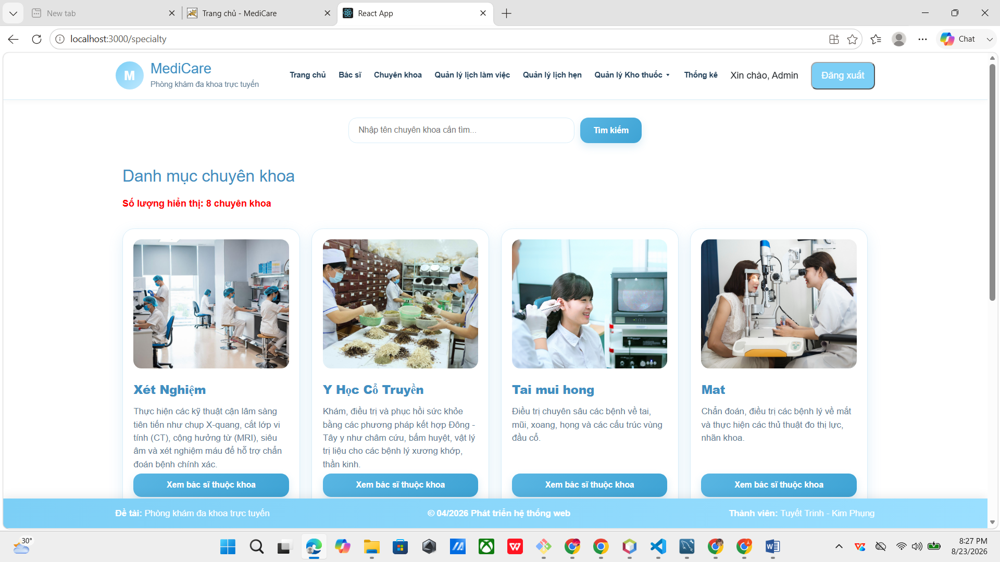 New tab
Trang chủ - MediCare
React App
localhost:3000/specialty
Chat
M
MediCare
Phòng khám đa khoa trực tuyến
Trang chủ
Bác sĩ
Chuyên khoa
Quản lý lịch làm việc
Quản lý lịch hẹn
Quản lý Kho thuốc
Thống kê
Xin chào, Admin
Đăng xuất
Nhập tên chuyên khoa cần tìm...
Tìm kiếm
Danh mục chuyên khoa
Số lượng hiển thị: 8 chuyên khoa
Xét Nghiệm
Thực hiện các kỹ thuật cận lâm sàng
tiên tiến như chụp X-quang, cắt lớp vi
tính (CT), cộng hưởng từ (MRI), siêu
âm và xét nghiệm máu để hỗ trợ chẩn
đoán bệnh chính xác.
Xem bác sĩ thuộc khoa
Y Học Cổ Truyền
Khám, điều trị và phục hồi sức khỏe
bằng các phương pháp kết hợp Đông -
Tây y như châm cứu, bấm huyệt, vật lý
trị liệu cho các bệnh lý xương khớp,
thần kinh.
Xem bác sĩ thuộc khoa
Tai mui hong
Điều trị chuyên sâu các bệnh về tai,
mũi, xoang, họng và các cấu trúc vùng
đầu cổ.
Xem bác sĩ thuộc khoa
Mat
Chẩn đoán, điều trị các bệnh lý về mắt
và thực hiện các thủ thuật đo thị lực,
nhãn khoa.
Xem bác sĩ thuộc khoa
Đề tài: Phòng khám đa khoa trực tuyến
© 04/2026 Phát triển hệ thống web
Thành viên: Tuyết Trinh - Kim Phụng
30°
8:27 PM
8/23/2026